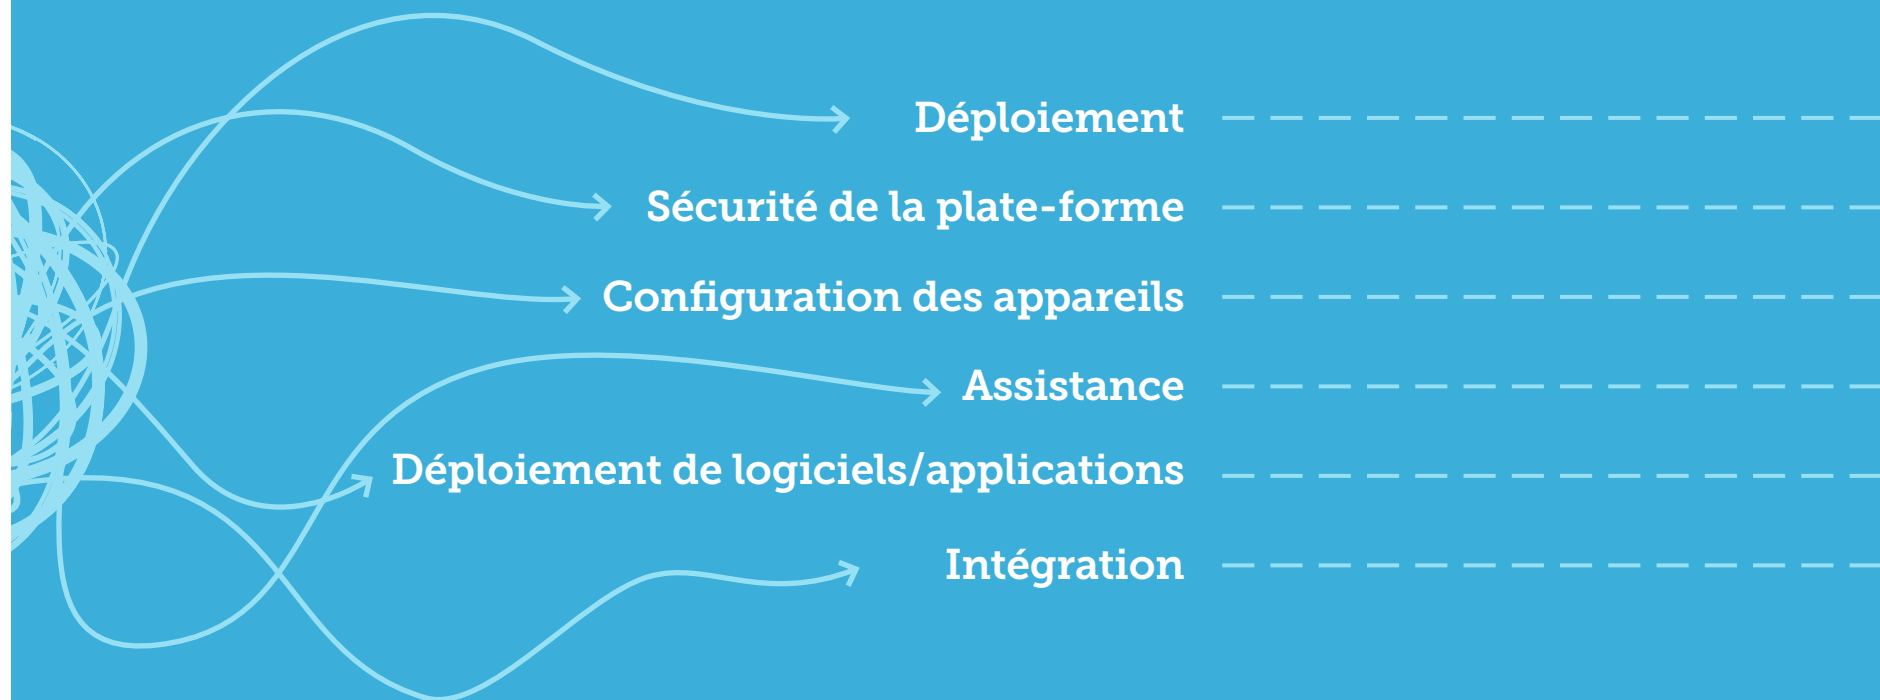 Déploiement
Sécurité de la plate-forme
Configuration des appareils
Assistance
Déploiement de logiciels/applications
Intégration